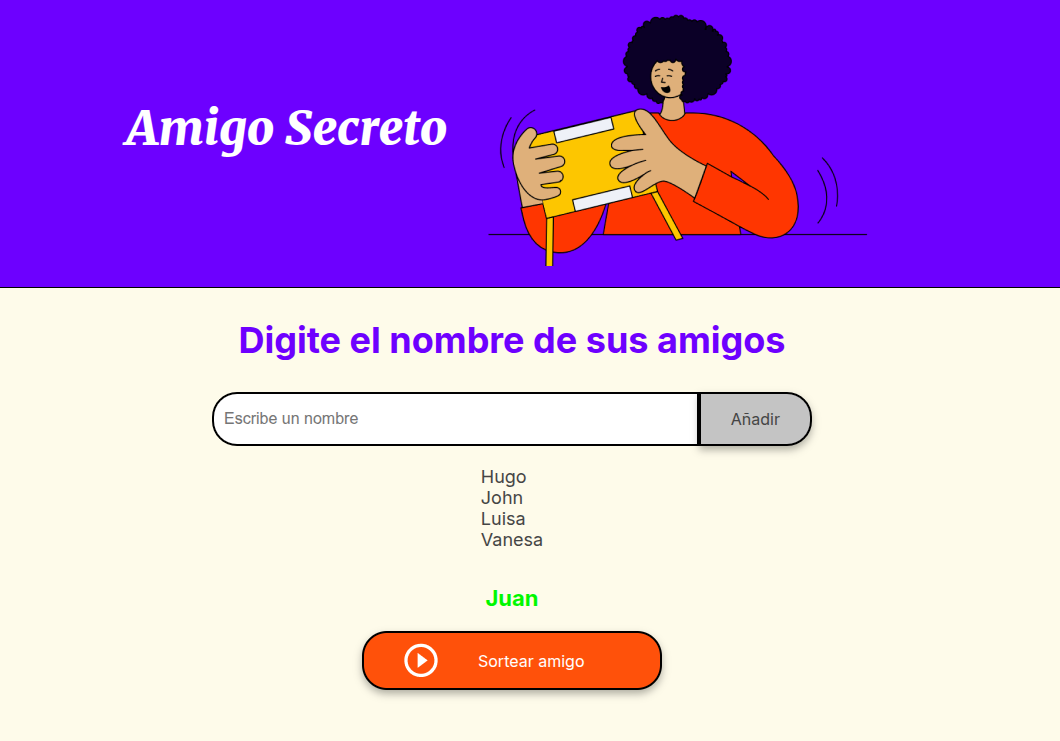 Amigo Secreto
Digite el nombre de sus amigos
Escribe un nombre
Añadir
Hugo
John
Luisa
Vanesa
Juan
Sortear amigo